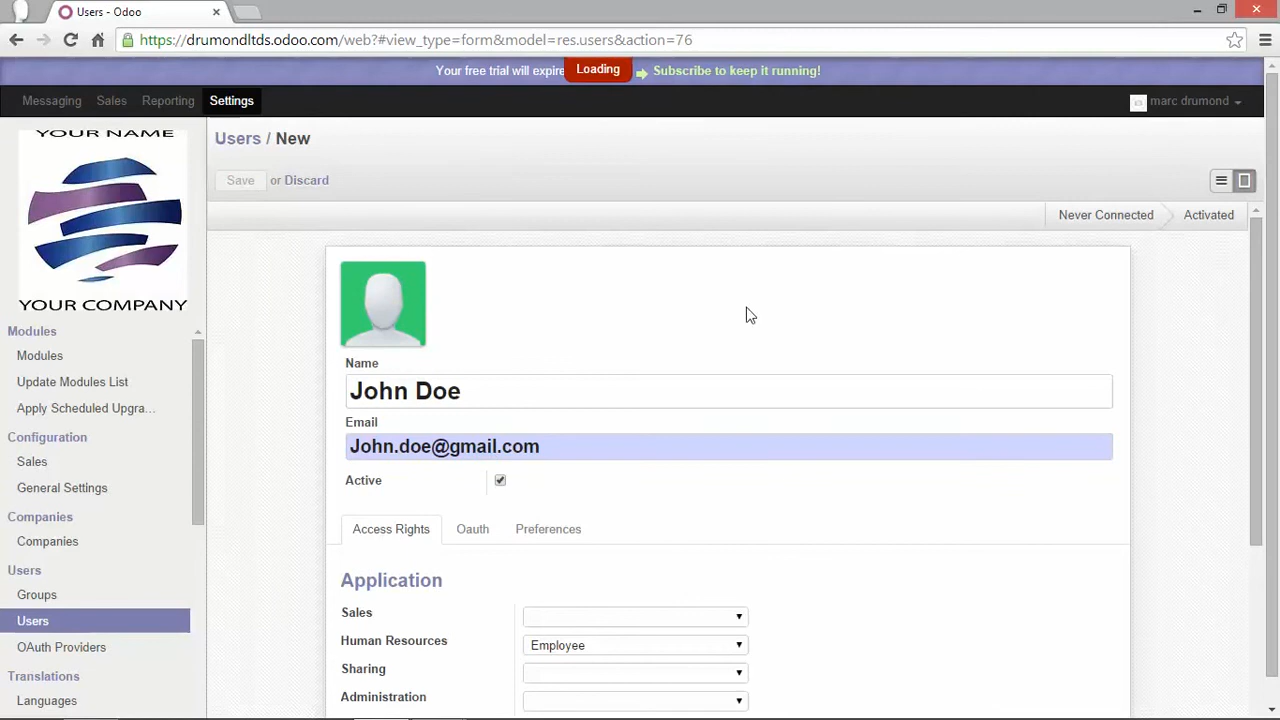 Users - Odoo
https://drumondltds.odoo.com/web?#view_type=form&model=res.users&action=76
Your free trial will expire
Loading
Subscribe to keep it running!
Messaging Sales Reporting Settings
marc drumond
YOUR NAME
YOUR COMPANY
Users / New
Save or Discard
Never Connected Activated
Modules
Modules
Update Modules List
Apply Scheduled Upgra...
Configuration
Sales
General Settings
Companies
Companies
Users
Groups
Users
OAuth Providers
Translations
Languages
Name
John Doe
Email
John.doe@gmail.com
Active
Access Rights Oauth Preferences
Application
Sales
Human Resources Employee
Sharing
Administration